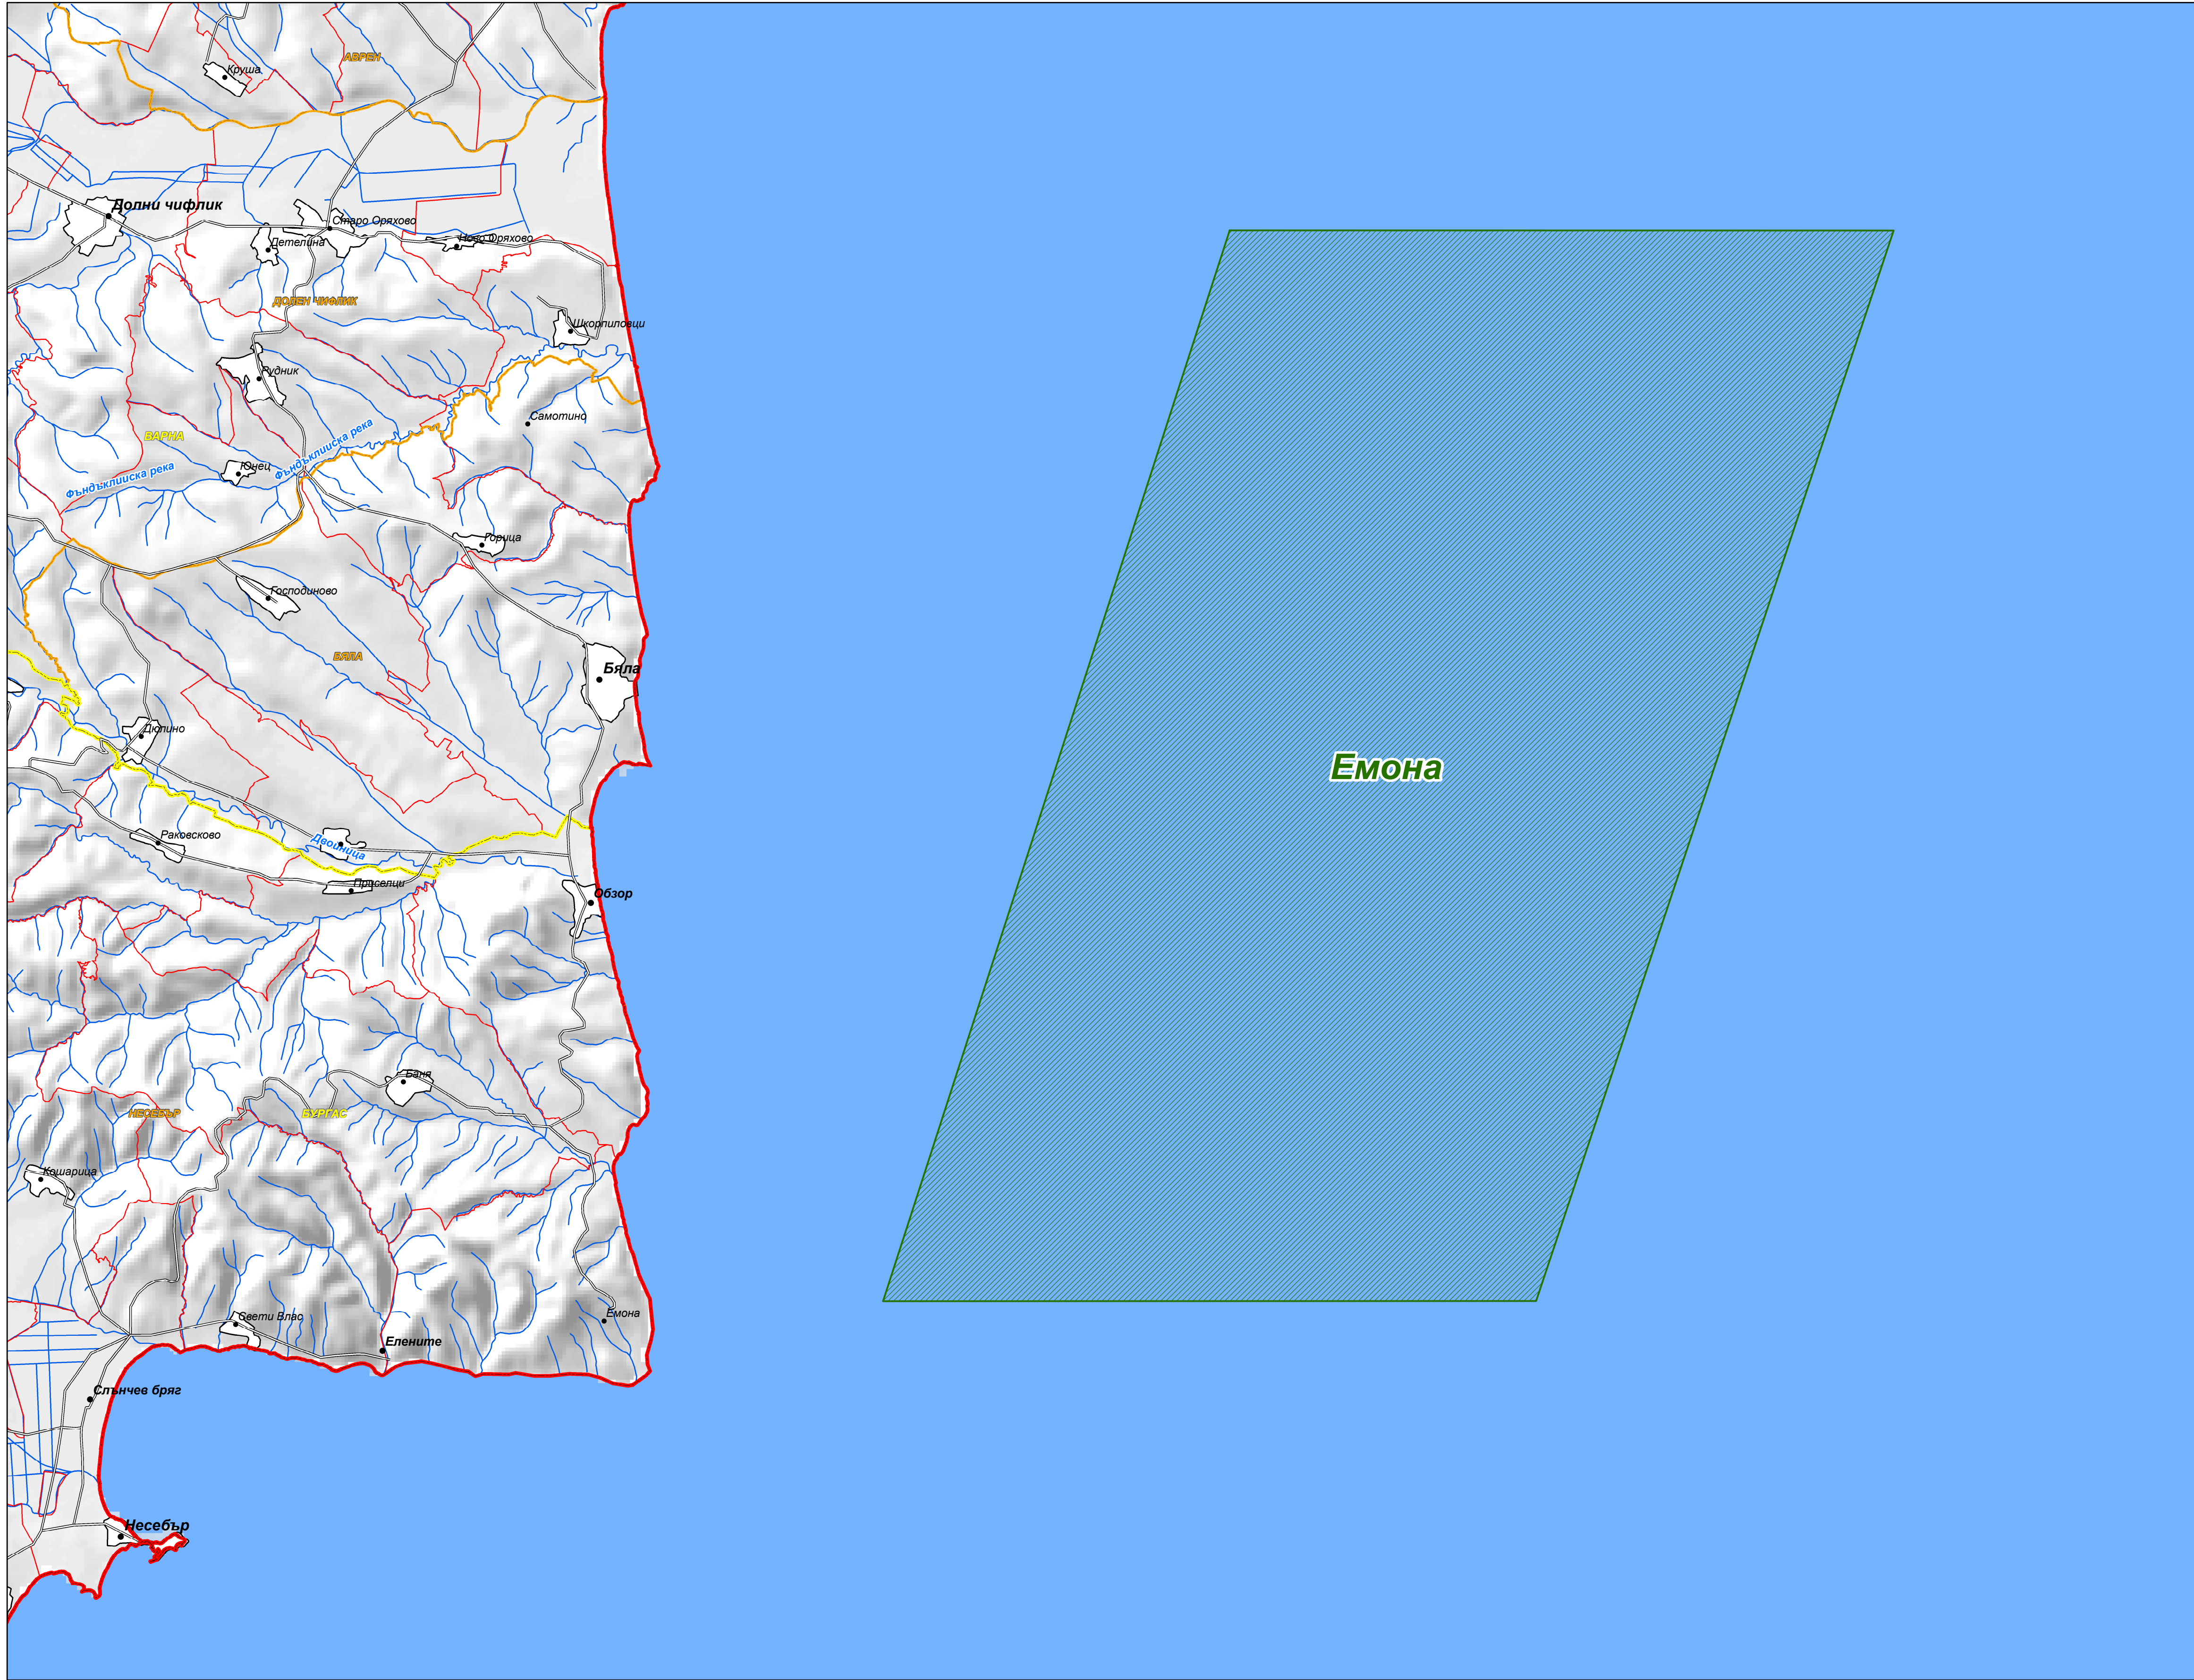 АВРЕН
Круша
Долни чифлик
Старо Оряхово
Детелина
Ново Оряхово
ДОЛЕН ЧИФЛИК
Шкорпиловци
Рудник
Самотино
ВАРНА
Фъндъклийска река
Фъндъклийска река
Юнец
Горица
Господиново
БЯЛА
Бяла
Дюлино
Емона
Раковсково
Двойница
Приселци
Обзор
Баня
НЕСЕБЪР
БУРГАС
Кошарица
Емона
Свети Влас
Елените
Слънчев бряг
Несебър